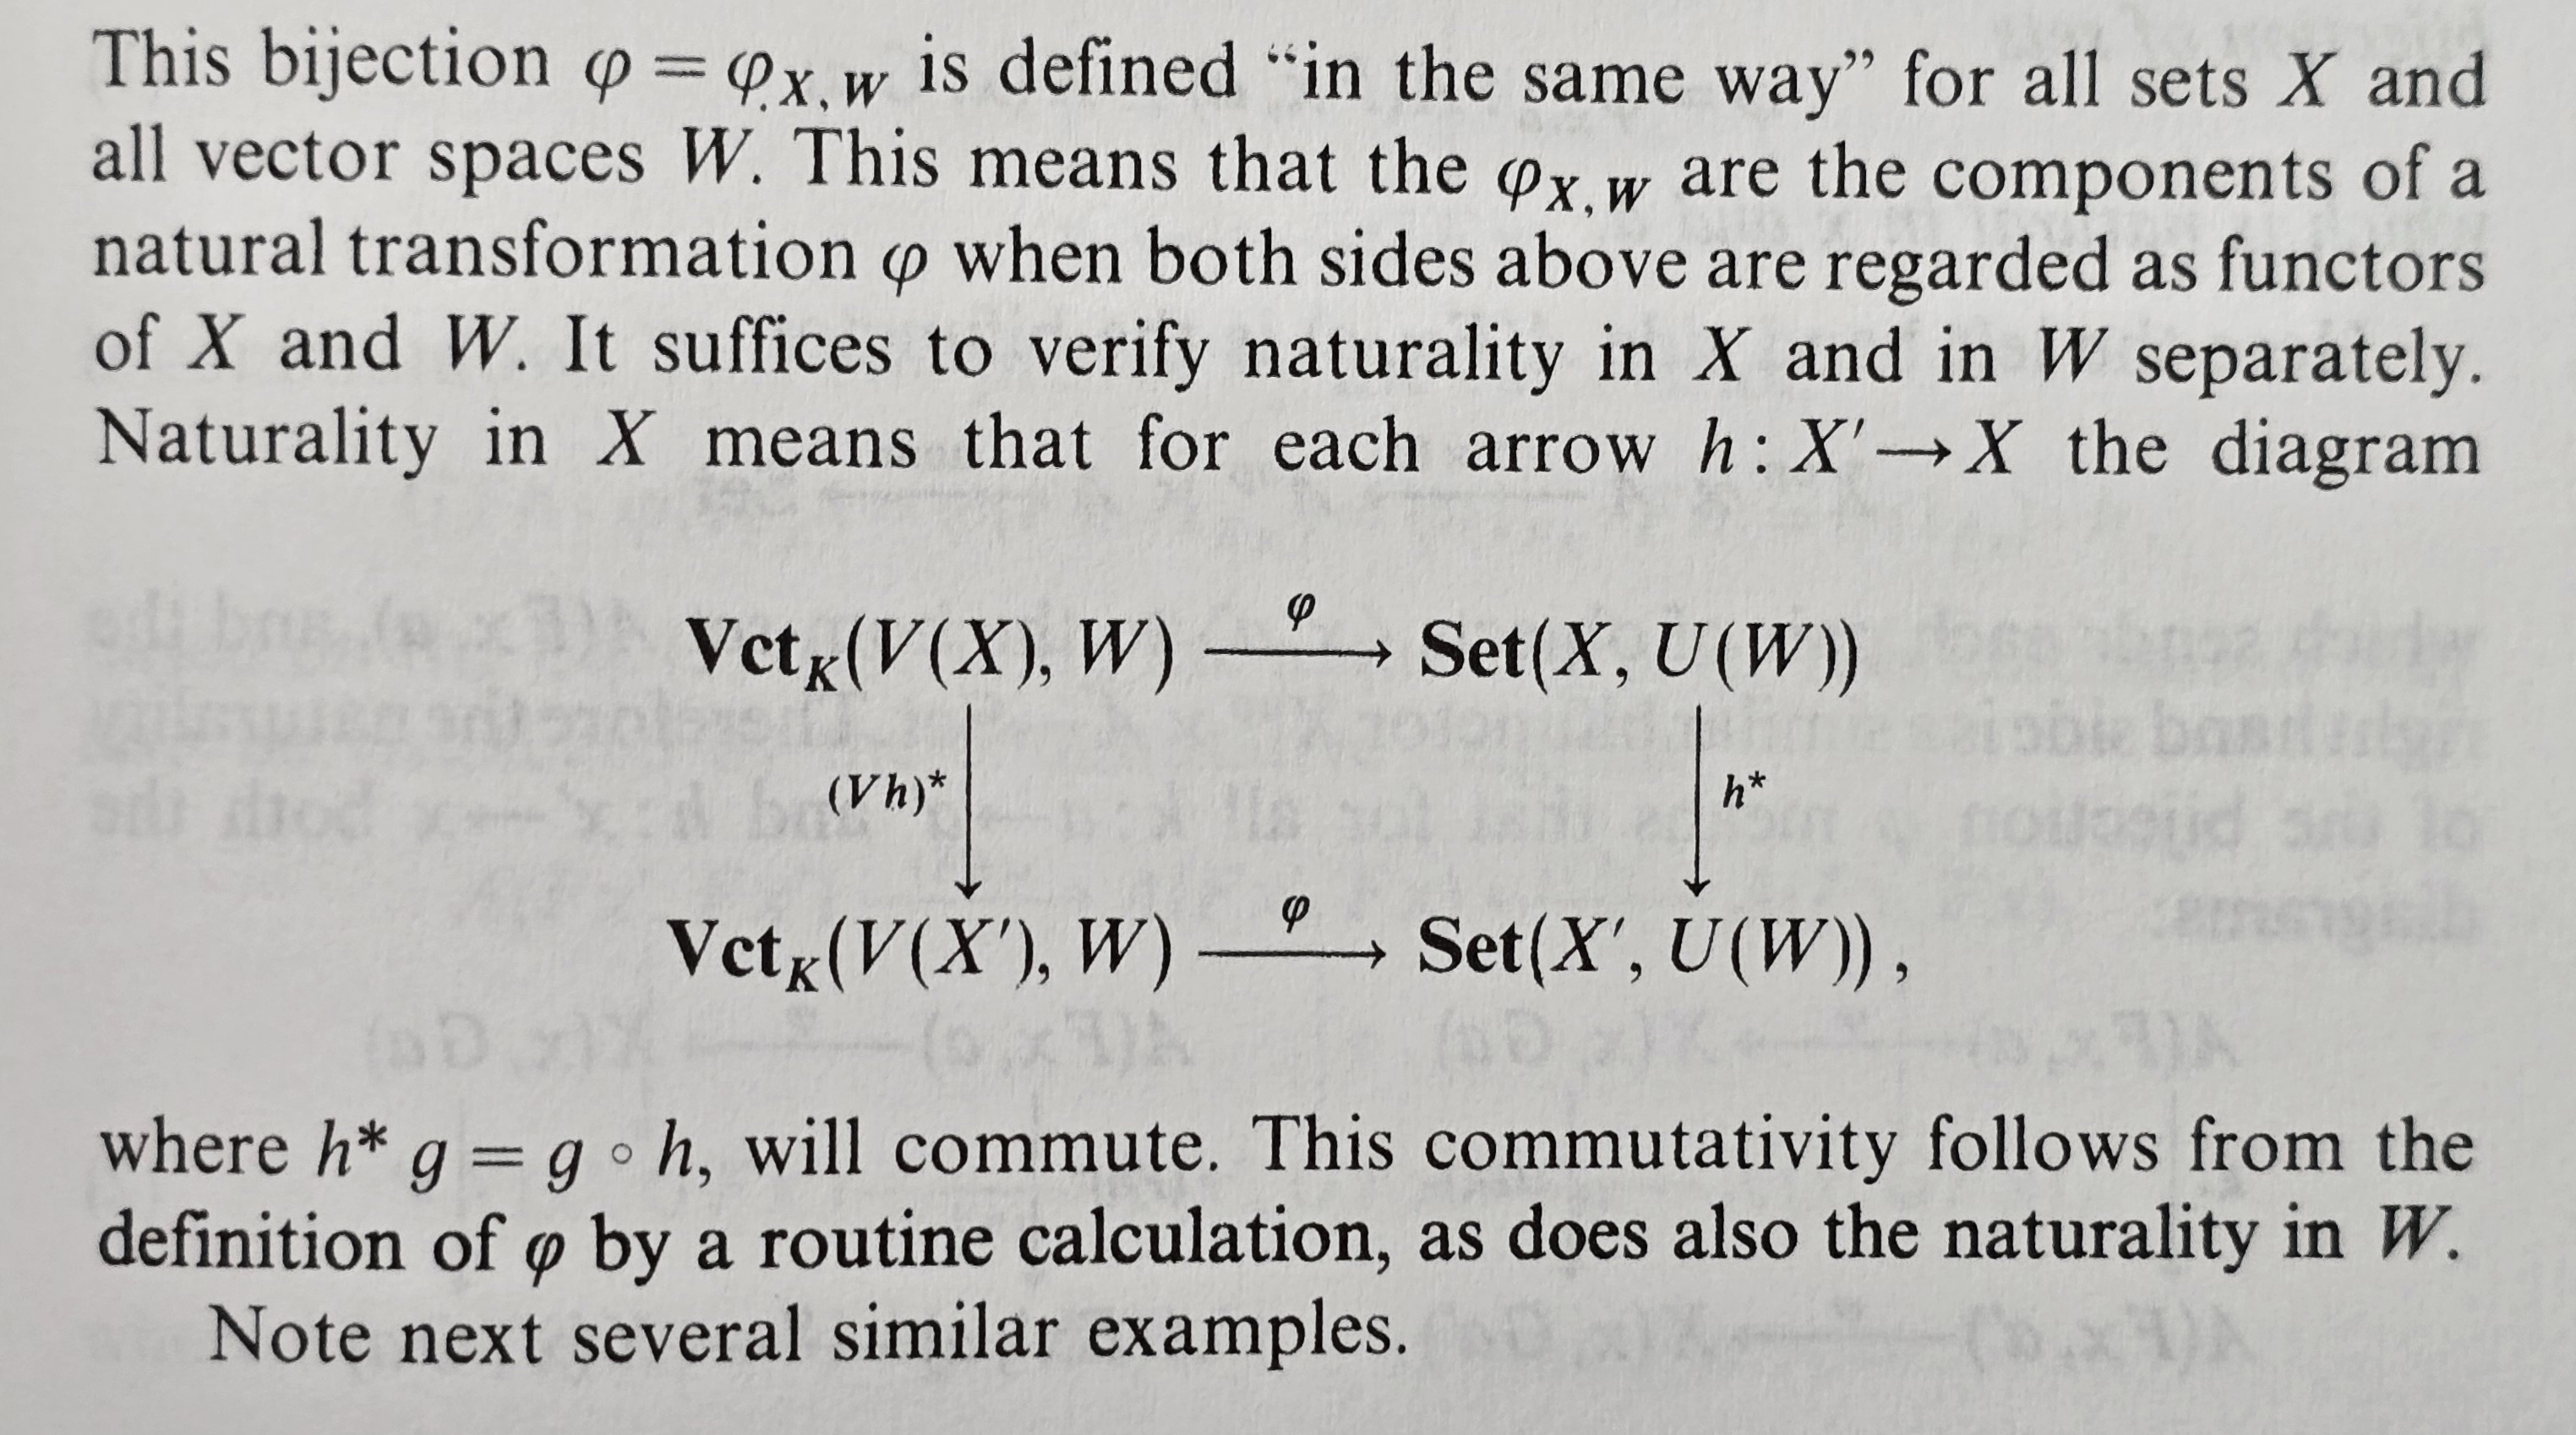 This bijection φ = φ_{X, W} is defined “in the same way” for all sets X and
all vector spaces W. This means that the φ_{X, W} are the components of a
natural transformation φ when both sides above are regarded as functors
of X and W. It suffices to verify naturality in X and in W separately.
Naturality in X means that for each arrow h : X′→X the diagram
φ
Vct_K(V(X), W) ⟶ Set(X, U(W))
(Vh)* h*
φ
Vct_K(V(X′), W) ⟶ Set(X′, U(W)) ,
where h* g = g ∘ h, will commute. This commutativity follows from the
definition of φ by a routine calculation, as does also the naturality in W.
Note next several similar examples.